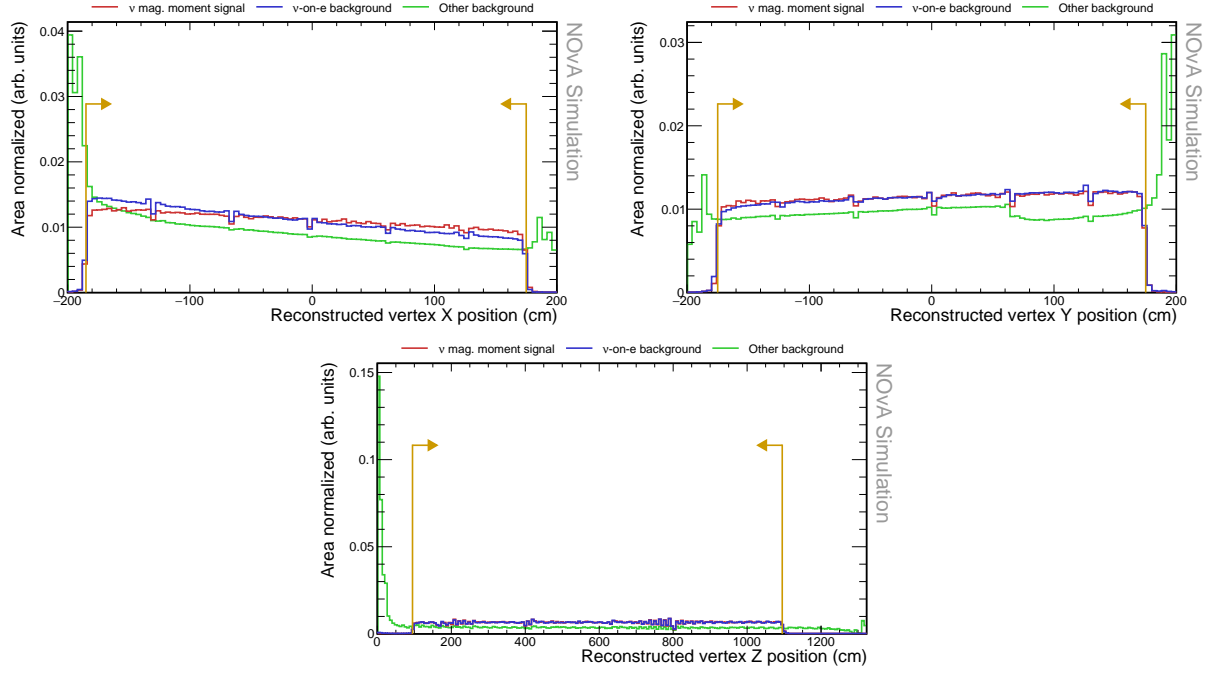 ν mag. moment signal ν-on-e background Other background
Area normalized (arb. units)
0.04
0.03
0.02
0.01
0
−200 −100 0 100 200
Reconstructed vertex X position (cm)
NOvA Simulation
ν mag. moment signal ν-on-e background Other background
Area normalized (arb. units)
0.03
0.02
0.01
0
−200 −100 0 100 200
Reconstructed vertex Y position (cm)
NOvA Simulation
ν mag. moment signal ν-on-e background Other background
Area normalized (arb. units)
0.15
0.1
0.05
0
0 200 400 600 800 1000 1200
Reconstructed vertex Z position (cm)
NOvA Simulation